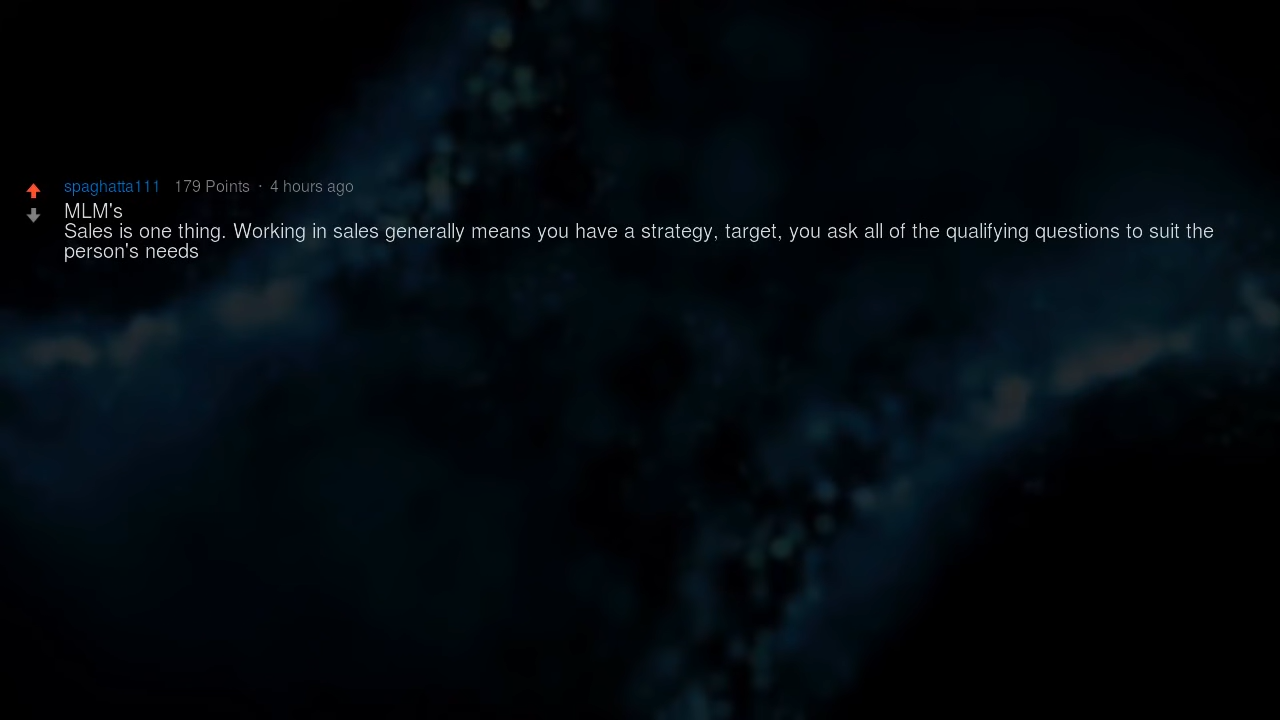 spaghatta111 179 Points · 4 hours ago
MLM's
Sales is one thing. Working in sales generally means you have a strategy, target, you ask all of the qualifying questions to suit the
person's needs